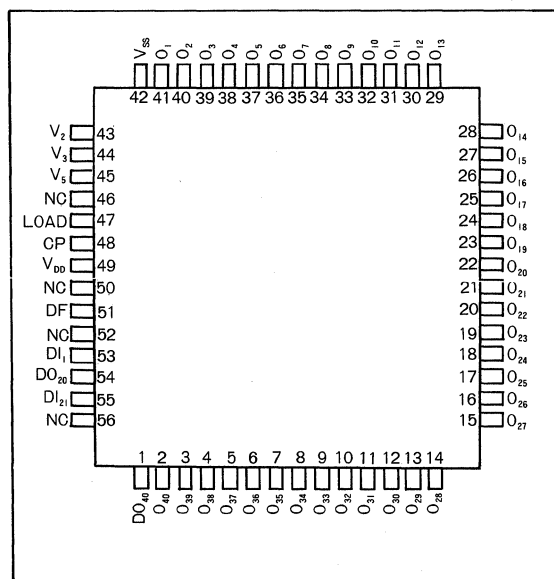 V₃₃ O₁ O₂ O₃ O₄ O₅ O₆ O₇ O₈ O₉ O₁₀ O₁₁ O₁₂ O₁₃
42 41 40 39 38 37 36 35 34 33 32 31 30 29
V₂ 43
V₃ 44
V₅ 45
NC 46
LOAD 47
CP 48
V_DD 49
NC 50
DF 51
NC 52
DI₁ 53
DO₂₀ 54
DI₂₁ 55
NC 56
28 O₁₄
27 O₁₅
26 O₁₆
25 O₁₇
24 O₁₈
23 O₁₉
22 O₂₀
21 O₂₁
20 O₂₂
19 O₂₃
18 O₂₄
17 O₂₅
16 O₂₆
15 O₂₇
1 2 3 4 5 6 7 8 9 10 11 12 13 14
DO₄₀ O₄₀ O₃₉ O₃₈ O₃₇ O₃₆ O₃₅ O₃₄ O₃₃ O₃₂ O₃₁ O₃₀ O₂₉ O₂₈